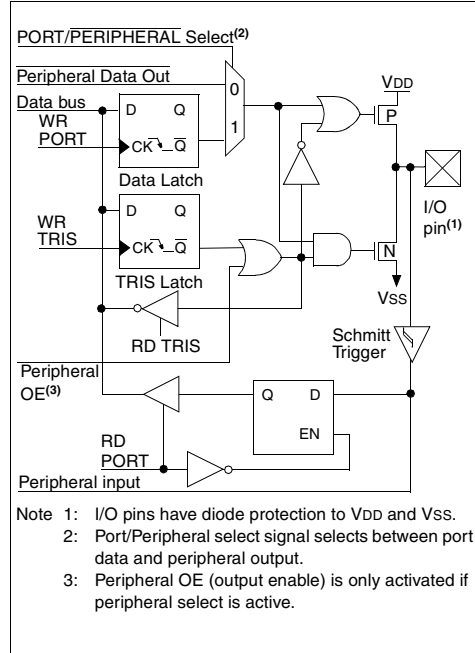 PORT/PERIPHERAL Select(2)
Peripheral Data Out
Data bus
WR
PORT
D Q
CK Q
Data Latch
0
1
VDD
P
I/O
pin(1)
WR
TRIS
D Q
CK Q
TRIS Latch
N
VSS
RD TRIS
Schmitt
Trigger
Peripheral
OE(3)
Q D
EN
RD
PORT
Peripheral input
Note 1: I/O pins have diode protection to VDD and VSS.
2: Port/Peripheral select signal selects between port
data and peripheral output.
3: Peripheral OE (output enable) is only activated if
peripheral select is active.